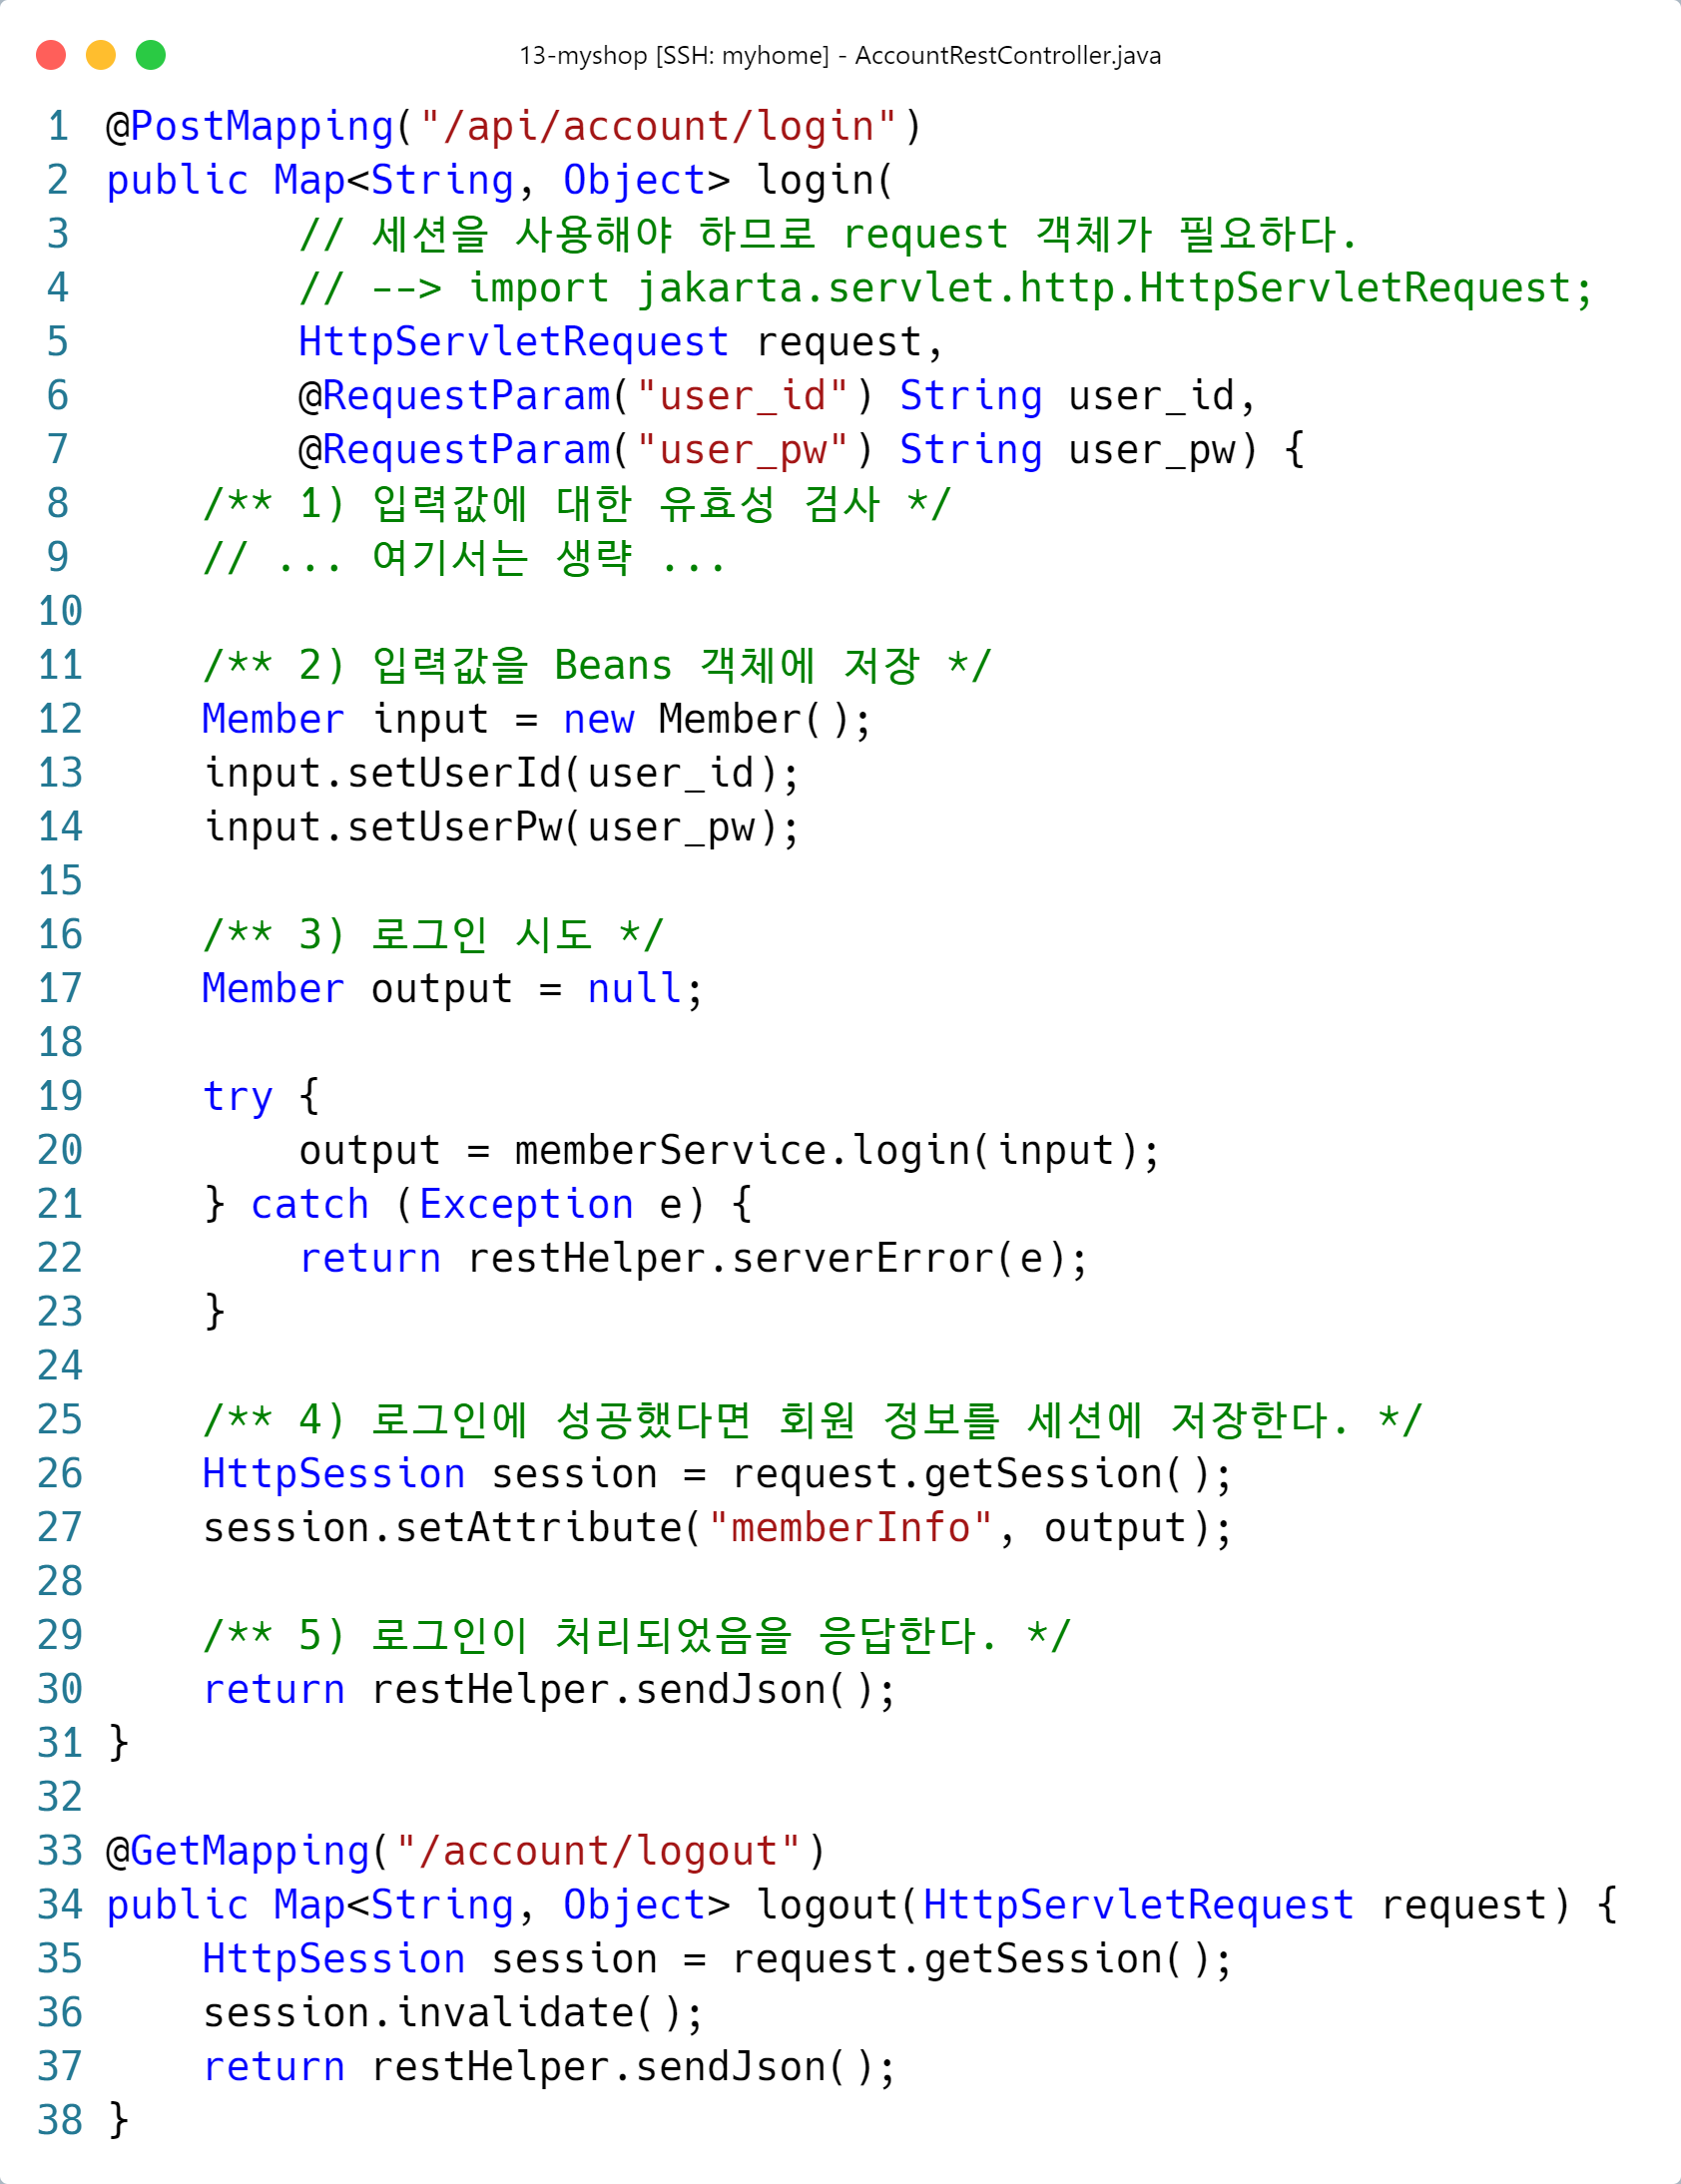 13-myshop [SSH: myhome] - AccountRestController.java
1 @PostMapping("/api/account/login")
2 public Map<String, Object> login(
3         // 세션을 사용해야 하므로 request 객체가 필요하다.
4         // --> import jakarta.servlet.http.HttpServletRequest;
5         HttpServletRequest request,
6         @RequestParam("user_id") String user_id,
7         @RequestParam("user_pw") String user_pw) {
8     /** 1) 입력값에 대한 유효성 검사 */
9     // ... 여기서는 생략 ...
10
11     /** 2) 입력값을 Beans 객체에 저장 */
12     Member input = new Member();
13     input.setUserId(user_id);
14     input.setUserPw(user_pw);
15
16     /** 3) 로그인 시도 */
17     Member output = null;
18
19     try {
20         output = memberService.login(input);
21     } catch (Exception e) {
22         return restHelper.serverError(e);
23     }
24
25     /** 4) 로그인에 성공했다면 회원 정보를 세션에 저장한다. */
26     HttpSession session = request.getSession();
27     session.setAttribute("memberInfo", output);
28
29     /** 5) 로그인이 처리되었음을 응답한다. */
30     return restHelper.sendJson();
31 }
32
33 @GetMapping("/account/logout")
34 public Map<String, Object> logout(HttpServletRequest request) {
35     HttpSession session = request.getSession();
36     session.invalidate();
37     return restHelper.sendJson();
38 }